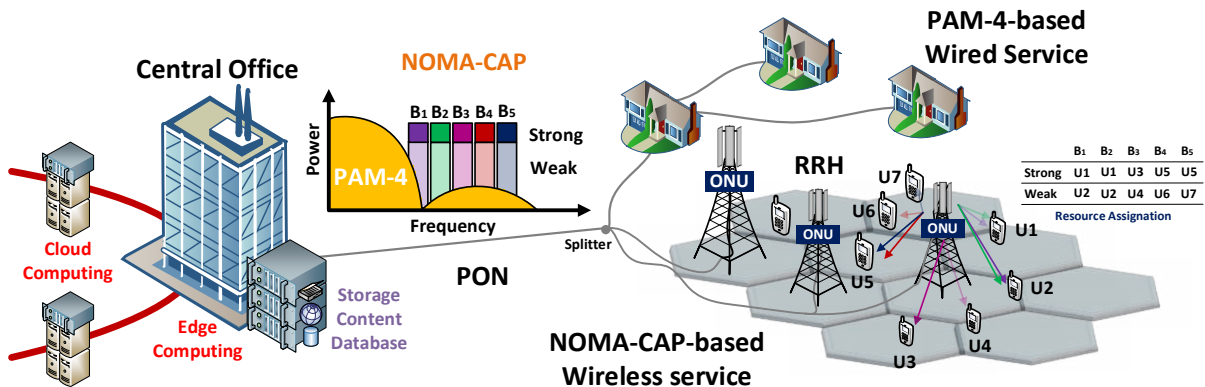 Central Office
Cloud
Computing
Edge
Computing
Storage
Content
Database
NOMA-CAP
Power
B1 B2 B3 B4 B5
Strong
Weak
PAM-4
Frequency
PON
Splitter
PAM-4-based
Wired Service
RRH
ONU
ONU
ONU
U7
U6
U5
U1
U2
U3
U4
NOMA-CAP-based
Wireless service
B1 B2 B3 B4 B5
Strong U1 U1 U3 U5 U5
Weak U2 U2 U4 U6 U7
Resource Assignation